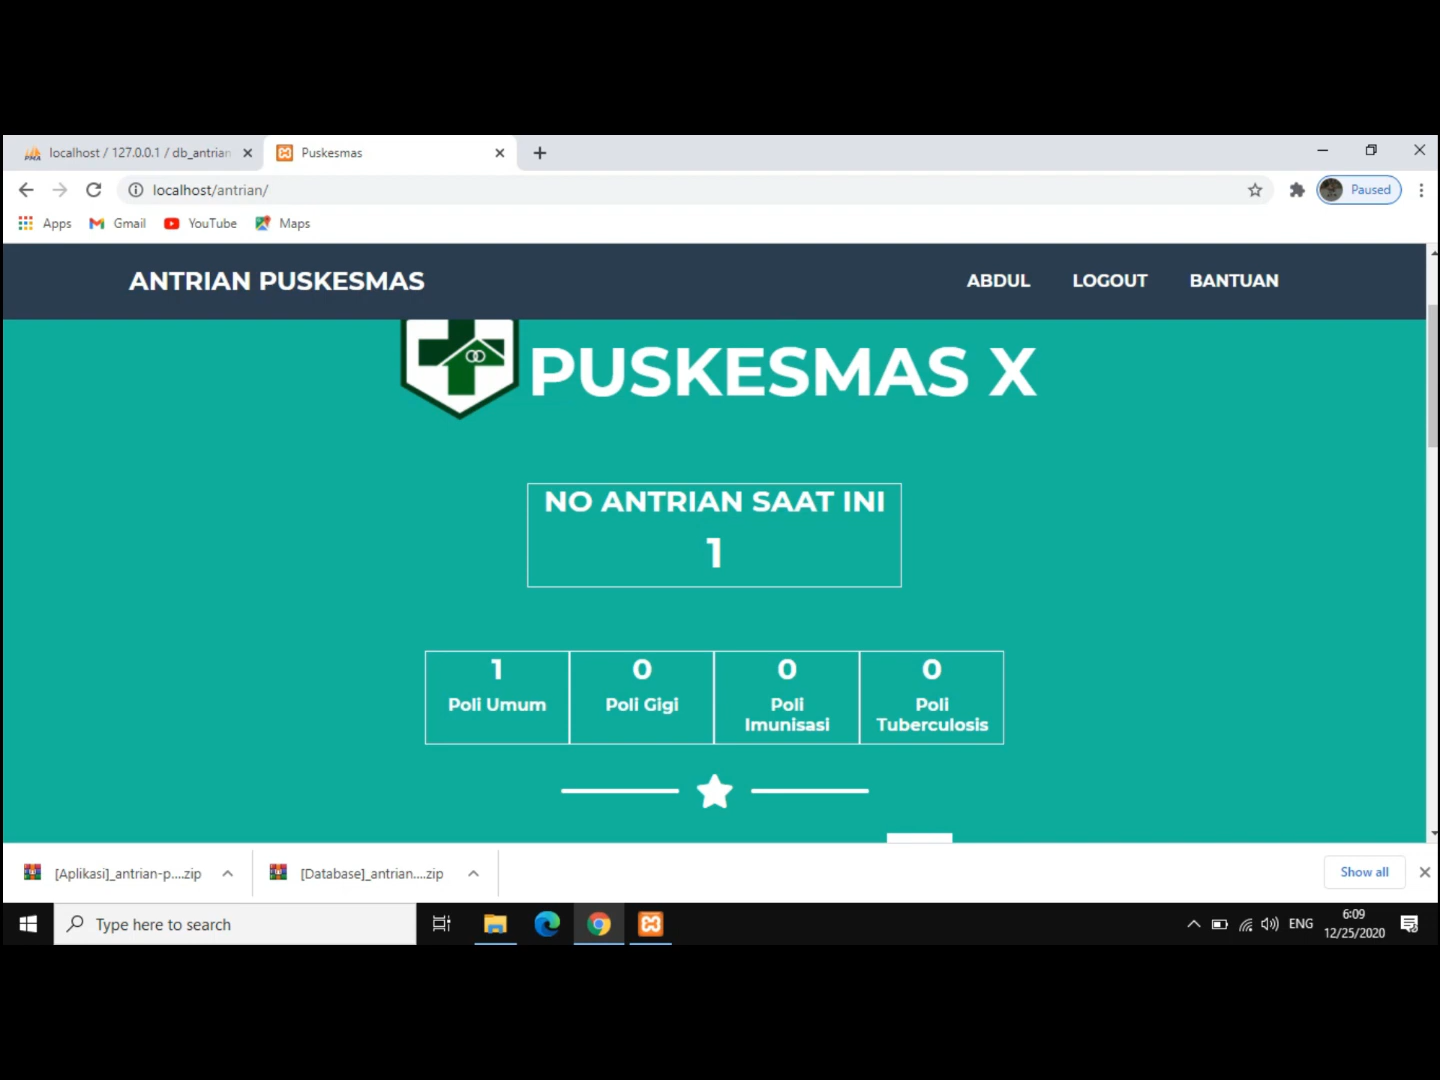 localhost / 127.0.0.1 / db_antrian
Puskesmas
localhost/antrian/
Paused
Apps
Gmail
YouTube
Maps
ANTRIAN PUSKESMAS
ABDUL
LOGOUT
BANTUAN
PUSKESMAS X
NO ANTRIAN SAAT INI
1
1
Poli Umum
0
Poli Gigi
0
Poli
Imunisasi
0
Poli
Tuberculosis
[Aplikasi]_antrian-p....zip
[Database]_antrian....zip
Show all
Type here to search
ENG
6:09
12/25/2020